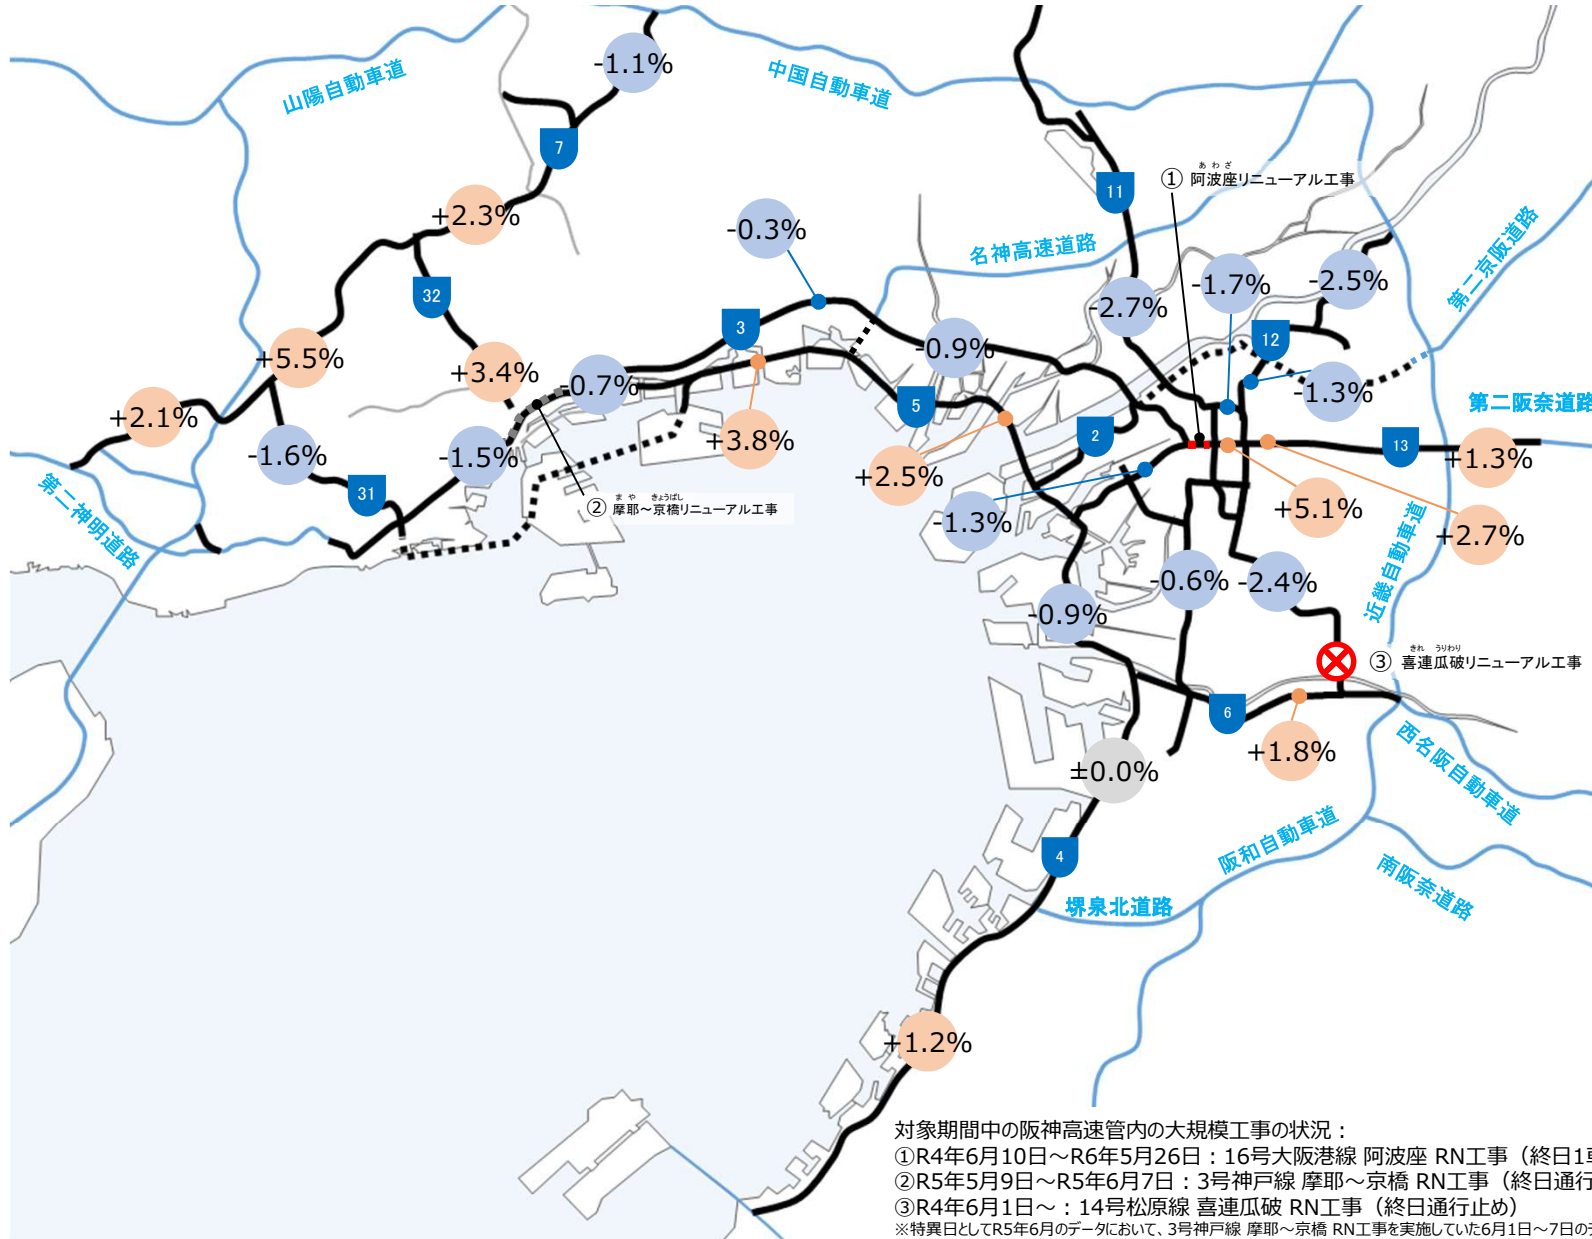 -1.1%
中国自動車道
山陽自動車道
7
11
あわざ
① 阿波座リニューアル工事
+2.3%
-0.3%
名神高速道路
第二京阪道路
32
-2.7%
-1.7%
-2.5%
3
12
+5.5%
+3.4%
-0.7%
-0.9%
-1.3%
+2.1%
5
2
第二阪奈道路
-1.6%
-1.5%
+3.8%
+2.5%
13
+1.3%
31
第二神明道路
まや きょうばし
② 摩耶～京橋リニューアル工事
-1.3%
+5.1%
+2.7%
近畿自動車道
-0.9%
-0.6%
-2.4%
きれ うりわり
③ 喜連瓜破リニューアル工事
6
+1.8%
±0.0%
西名阪自動車道
4
阪和自動車道
南阪奈道路
堺泉北道路
+1.2%
対象期間中の阪神高速管内の大規模工事の状況：
①R4年6月10日～R6年5月26日：16号大阪港線 阿波座 RN工事（終日1車
②R5年5月9日～R5年6月7日：3号神戸線 摩耶～京橋 RN工事（終日通行
③R4年6月1日～：14号松原線 喜連瓜破 RN工事（終日通行止め）
※特異日としてR5年6月のデータにおいて、3号神戸線 摩耶～京橋 RN工事を実施していた6月1日～7日の